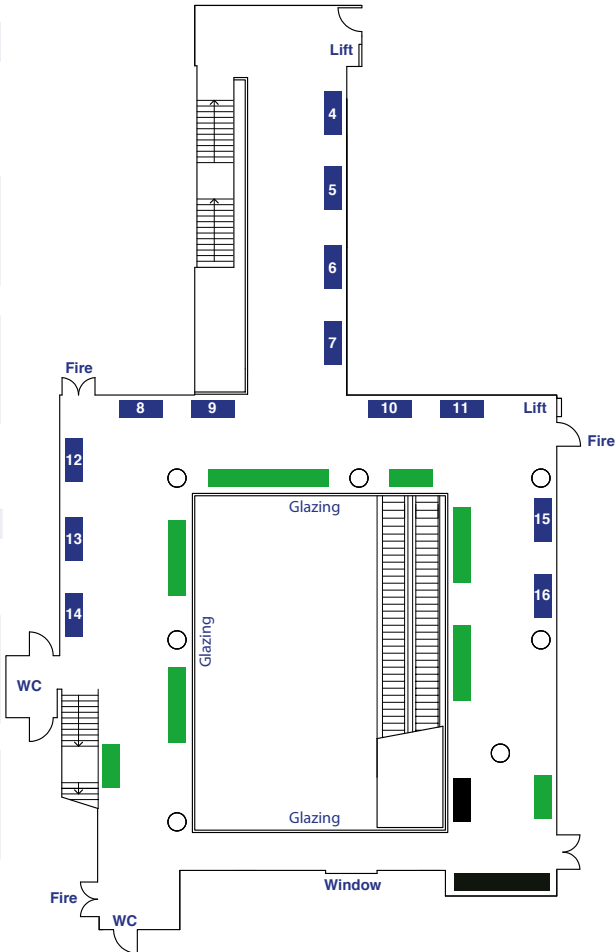 Lift
4
5
6
7
Fire
8
9
10
11
Lift
Fire
12
13
14
15
16
Glazing
Glazing
WC
Glazing
Window
Fire
WC